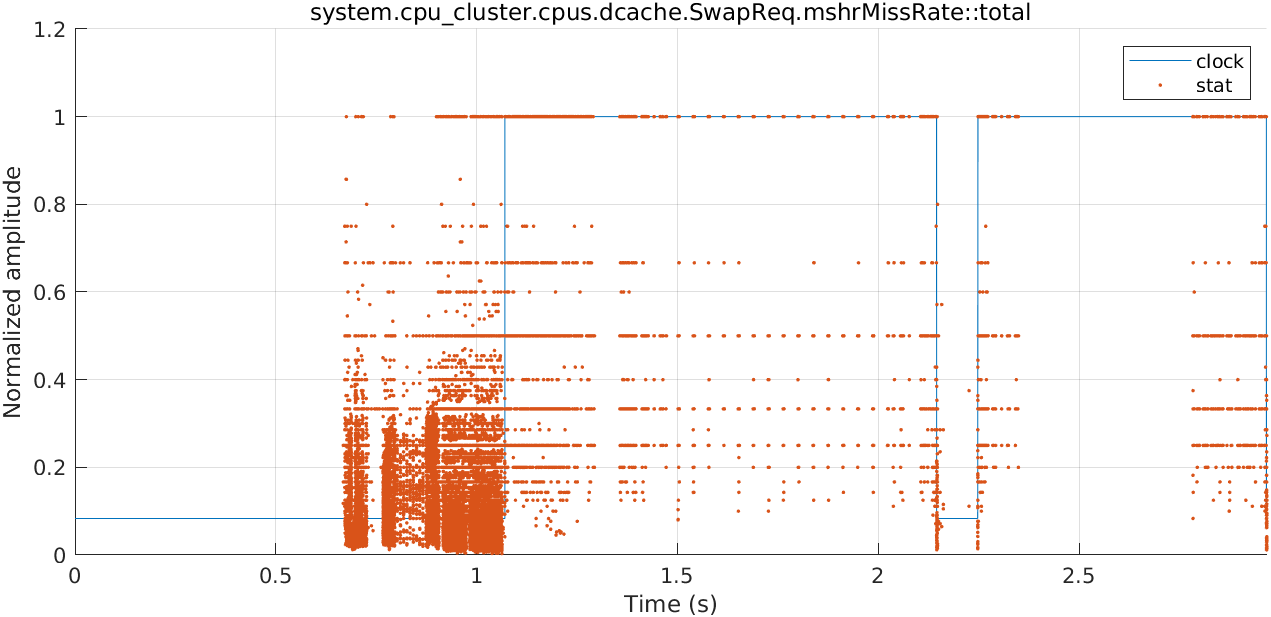 system.cpu_cluster.cpus.dcache.SwapReq.mshrMissRate::total
1.2
1
0.8
0.6
0.4
0.2
0
Normalized amplitude
clock
stat
0
0.5
1
1.5
2
2.5
Time (s)